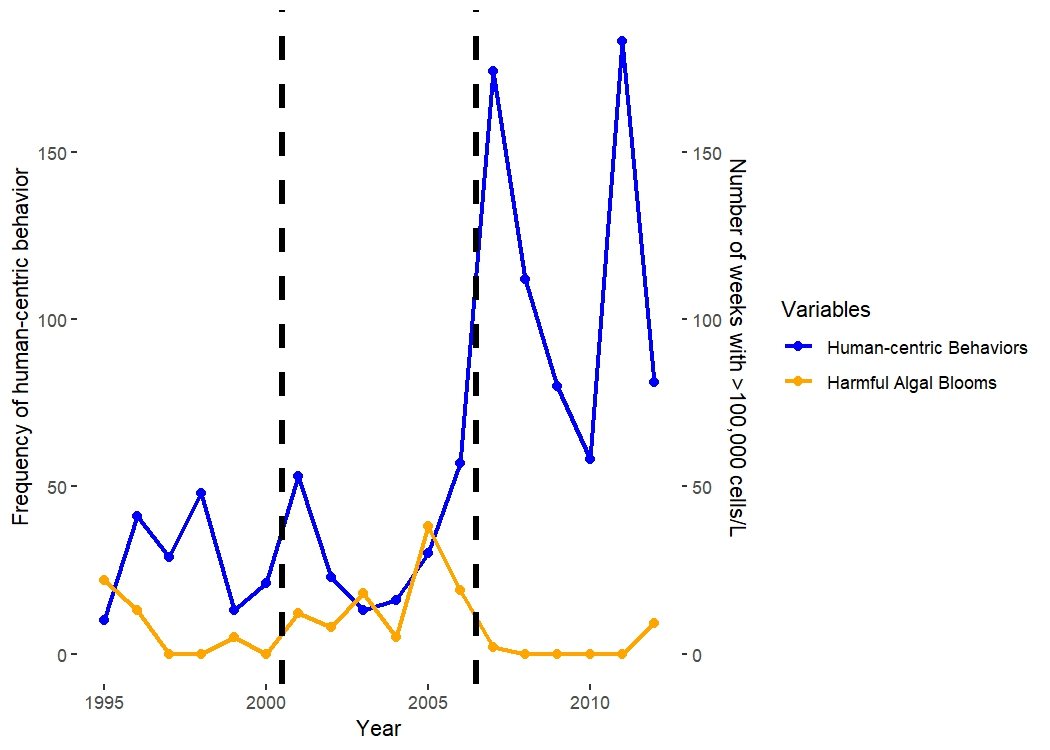 Frequency of human-centric behavior
150
100
50
0
1995
2000
2005
2010
Year
150
100
50
0
Number of weeks with >100,000 cells/L
Variables
Human-centric Behaviors
Harmful Algal Blooms